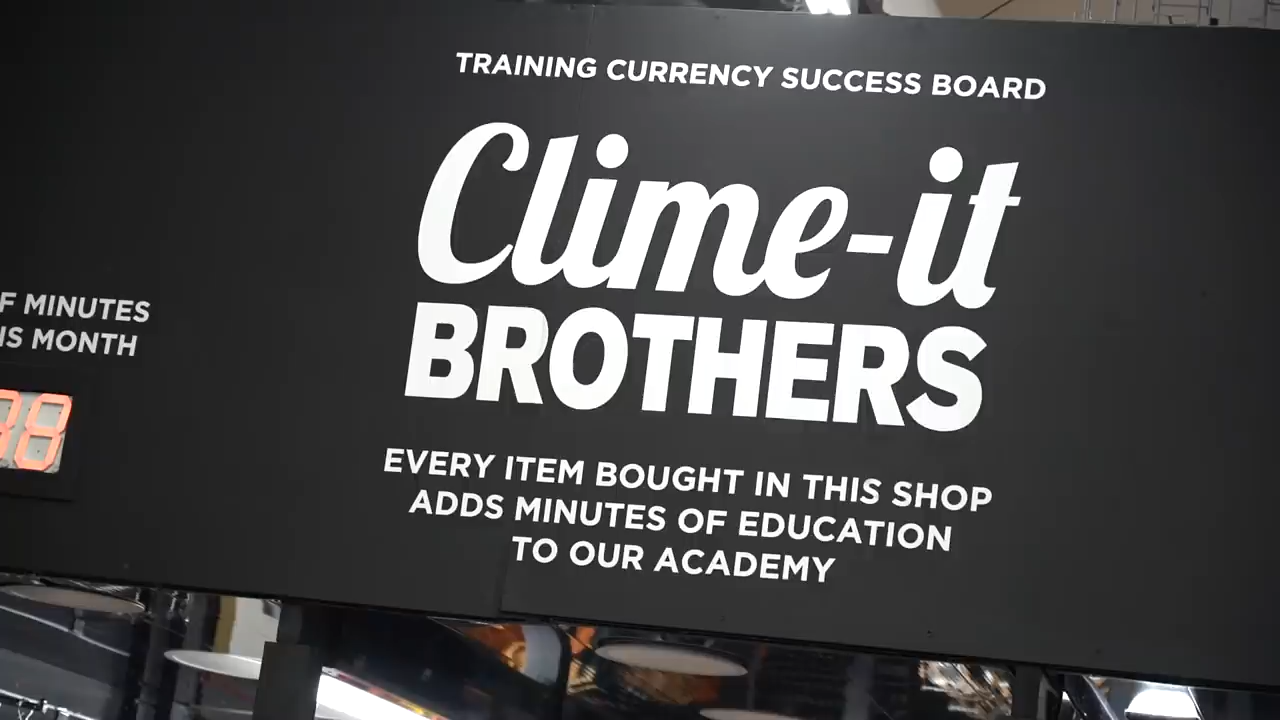 TRAINING CURRENCY SUCCESS BOARD
Clime-it
BROTHERS
EVERY ITEM BOUGHT IN THIS SHOP
ADDS MINUTES OF EDUCATION
TO OUR ACADEMY
MINUTES
MONTH